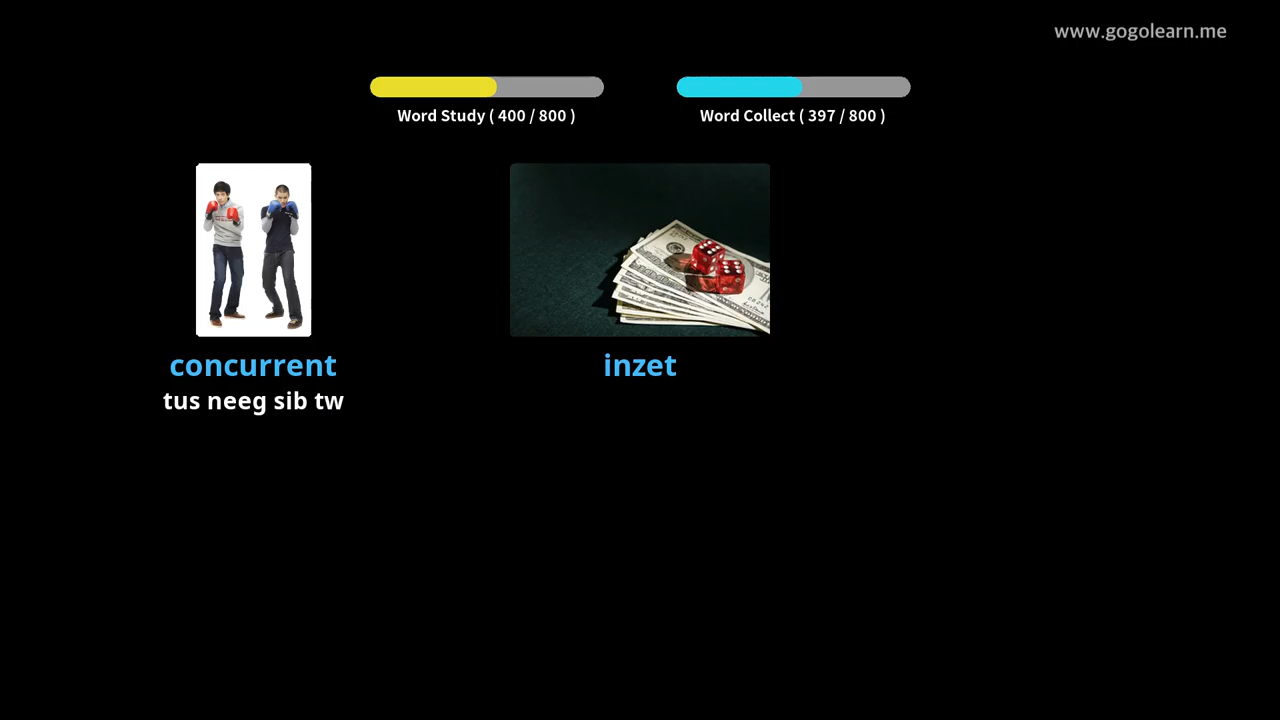 www.gogolearn.me
Word Study ( 400 / 800 )
Word Collect ( 397 / 800 )
concurrent
inzet
tus neeg sib tw